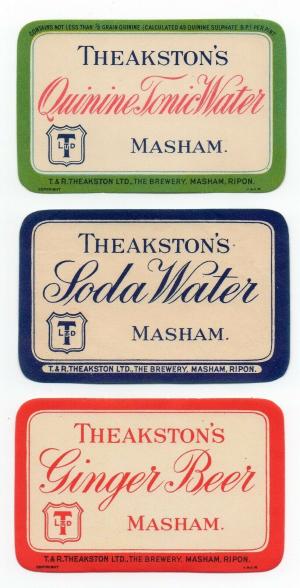 CONTAINS NOT LESS THAN ½ GRAIN QUININE (CALCULATED AS QUININE SULPHATE, B.P.) PER PINT
THEAKSTON'S
Quinine Tonic Water
T LTD
MASHAM.
T. & R. THEAKSTON LTD., THE BREWERY, MASHAM, RIPON.
COPYRIGHT
THEAKSTON'S
Soda Water
T LTD
MASHAM.
T. & R. THEAKSTON LTD., THE BREWERY, MASHAM, RIPON.
THEAKSTON'S
Ginger Beer
T LTD
MASHAM.
T. & R. THEAKSTON LTD., THE BREWERY, MASHAM, RIPON.
COPYRIGHT